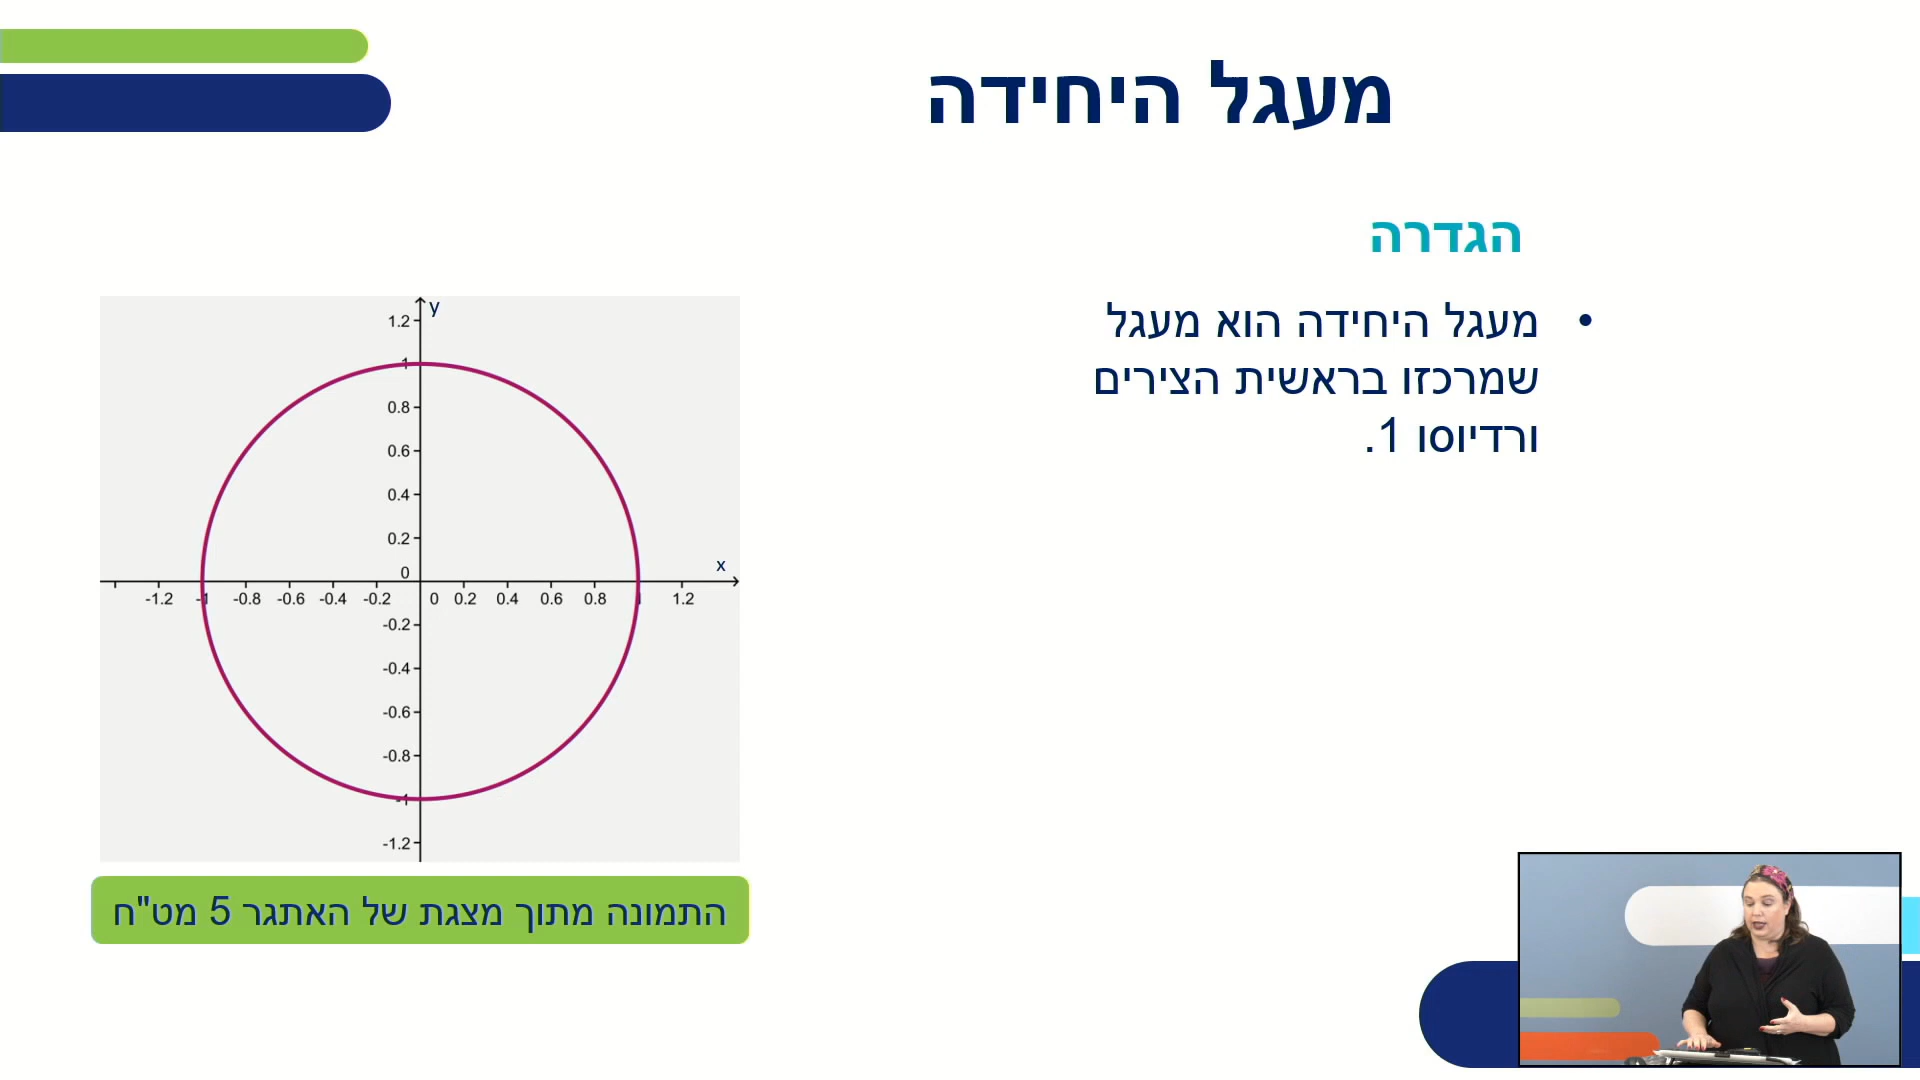 מעגל היחידה
הגדרה
• מעגל היחידה הוא מעגל
שמרכזו בראשית הצירים
ורדיוסו 1.
y
1.2
1
0.8
0.6
0.4
0.2
0
x
-1.2 -1 -0.8 -0.6 -0.4 -0.2 0 0.2 0.4 0.6 0.8 1 1.2
-0.2
-0.4
-0.6
-0.8
-1
-1.2
התמונה מתוך מצגת של האתגר 5 מט"ח